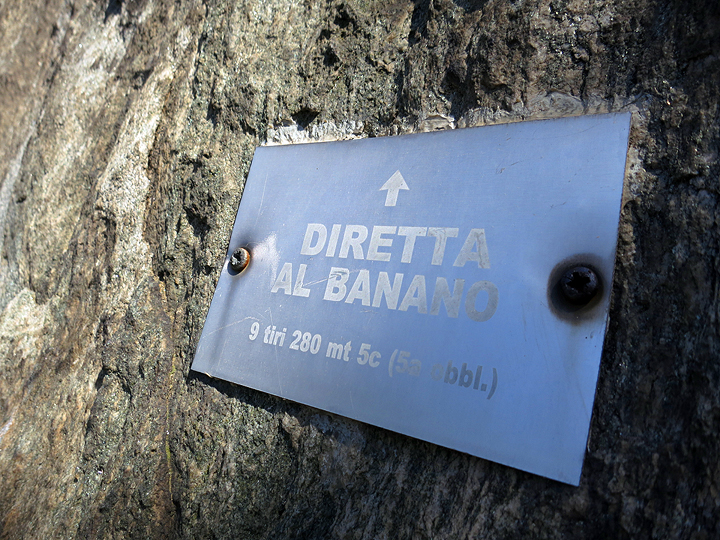 DIRETTA
AL BANANO
9 tiri 280 mt 5c (5a obbl.)